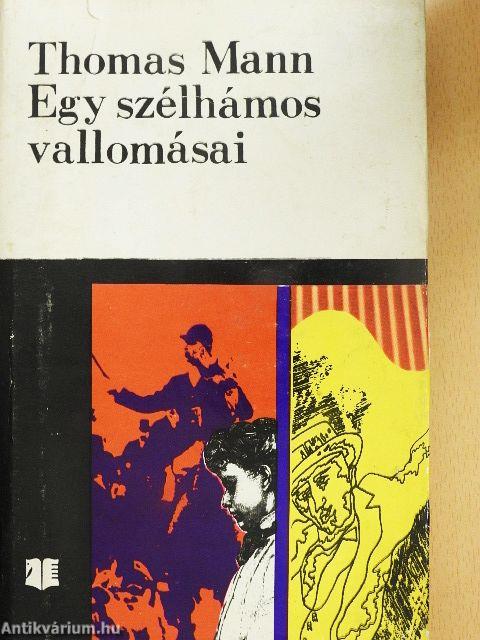 Thomas Mann
Egy szélhámos
vallomásai
Antikvárium.hu